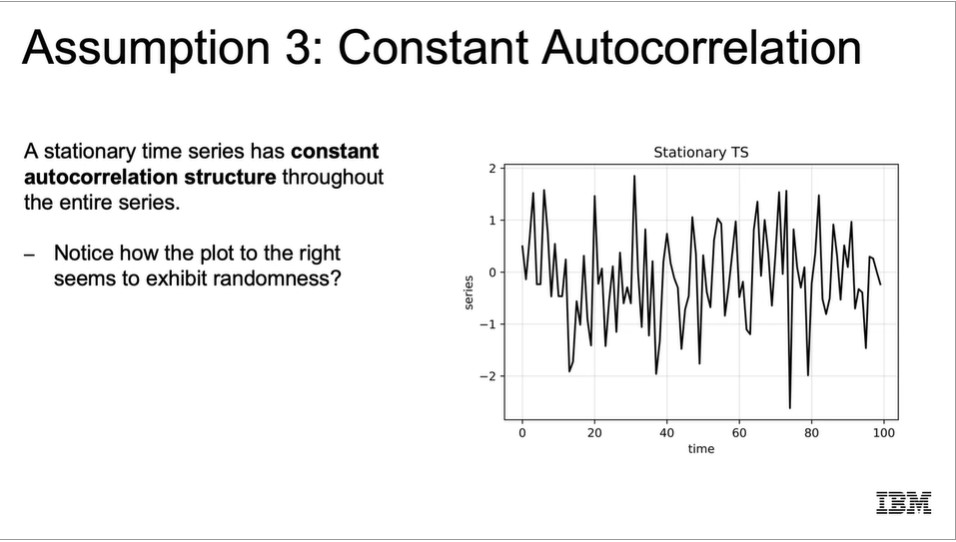 Assumption 3: Constant Autocorrelation
A stationary time series has constant
autocorrelation structure throughout
the entire series.
– Notice how the plot to the right
seems to exhibit randomness?
Stationary TS
2
1
0
−1
−2
series
0 20 40 60 80 100
time
IBM